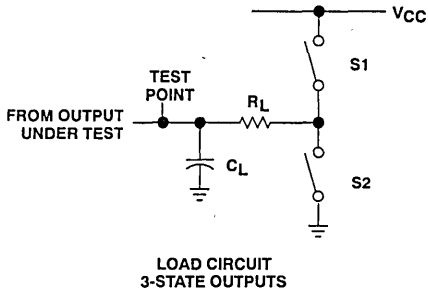 VCC
S1
TEST
POINT
RL
FROM OUTPUT
UNDER TEST
CL
S2
LOAD CIRCUIT
3-STATE OUTPUTS